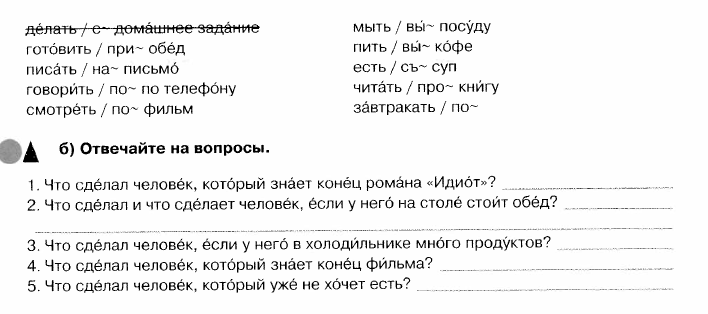 де́лать / с~ дома́шнее зада́ние
гото́вить / при~ обе́д
писа́ть / на~ письмо́
говори́ть / по~ по телефо́ну
смотре́ть / по~ фильм
мыть / вы́~ посу́ду
пить / вы́~ ко́фе
есть / съ~ суп
чита́ть / про~ кни́гу
за́втракать / по~
б) Отвечайте на вопросы.
1. Что сде́лал челове́к, кото́рый зна́ет коне́ц рома́на «Идио́т»?
2. Что сде́лал и что сде́лает челове́к, е́сли у него́ на столе́ стои́т обе́д?
3. Что сде́лал челове́к, е́сли у него́ в холоди́льнике мно́го проду́ктов?
4. Что сде́лал челове́к, кото́рый зна́ет коне́ц фи́льма?
5. Что сде́лал челове́к, кото́рый уже́ не хо́чет есть?